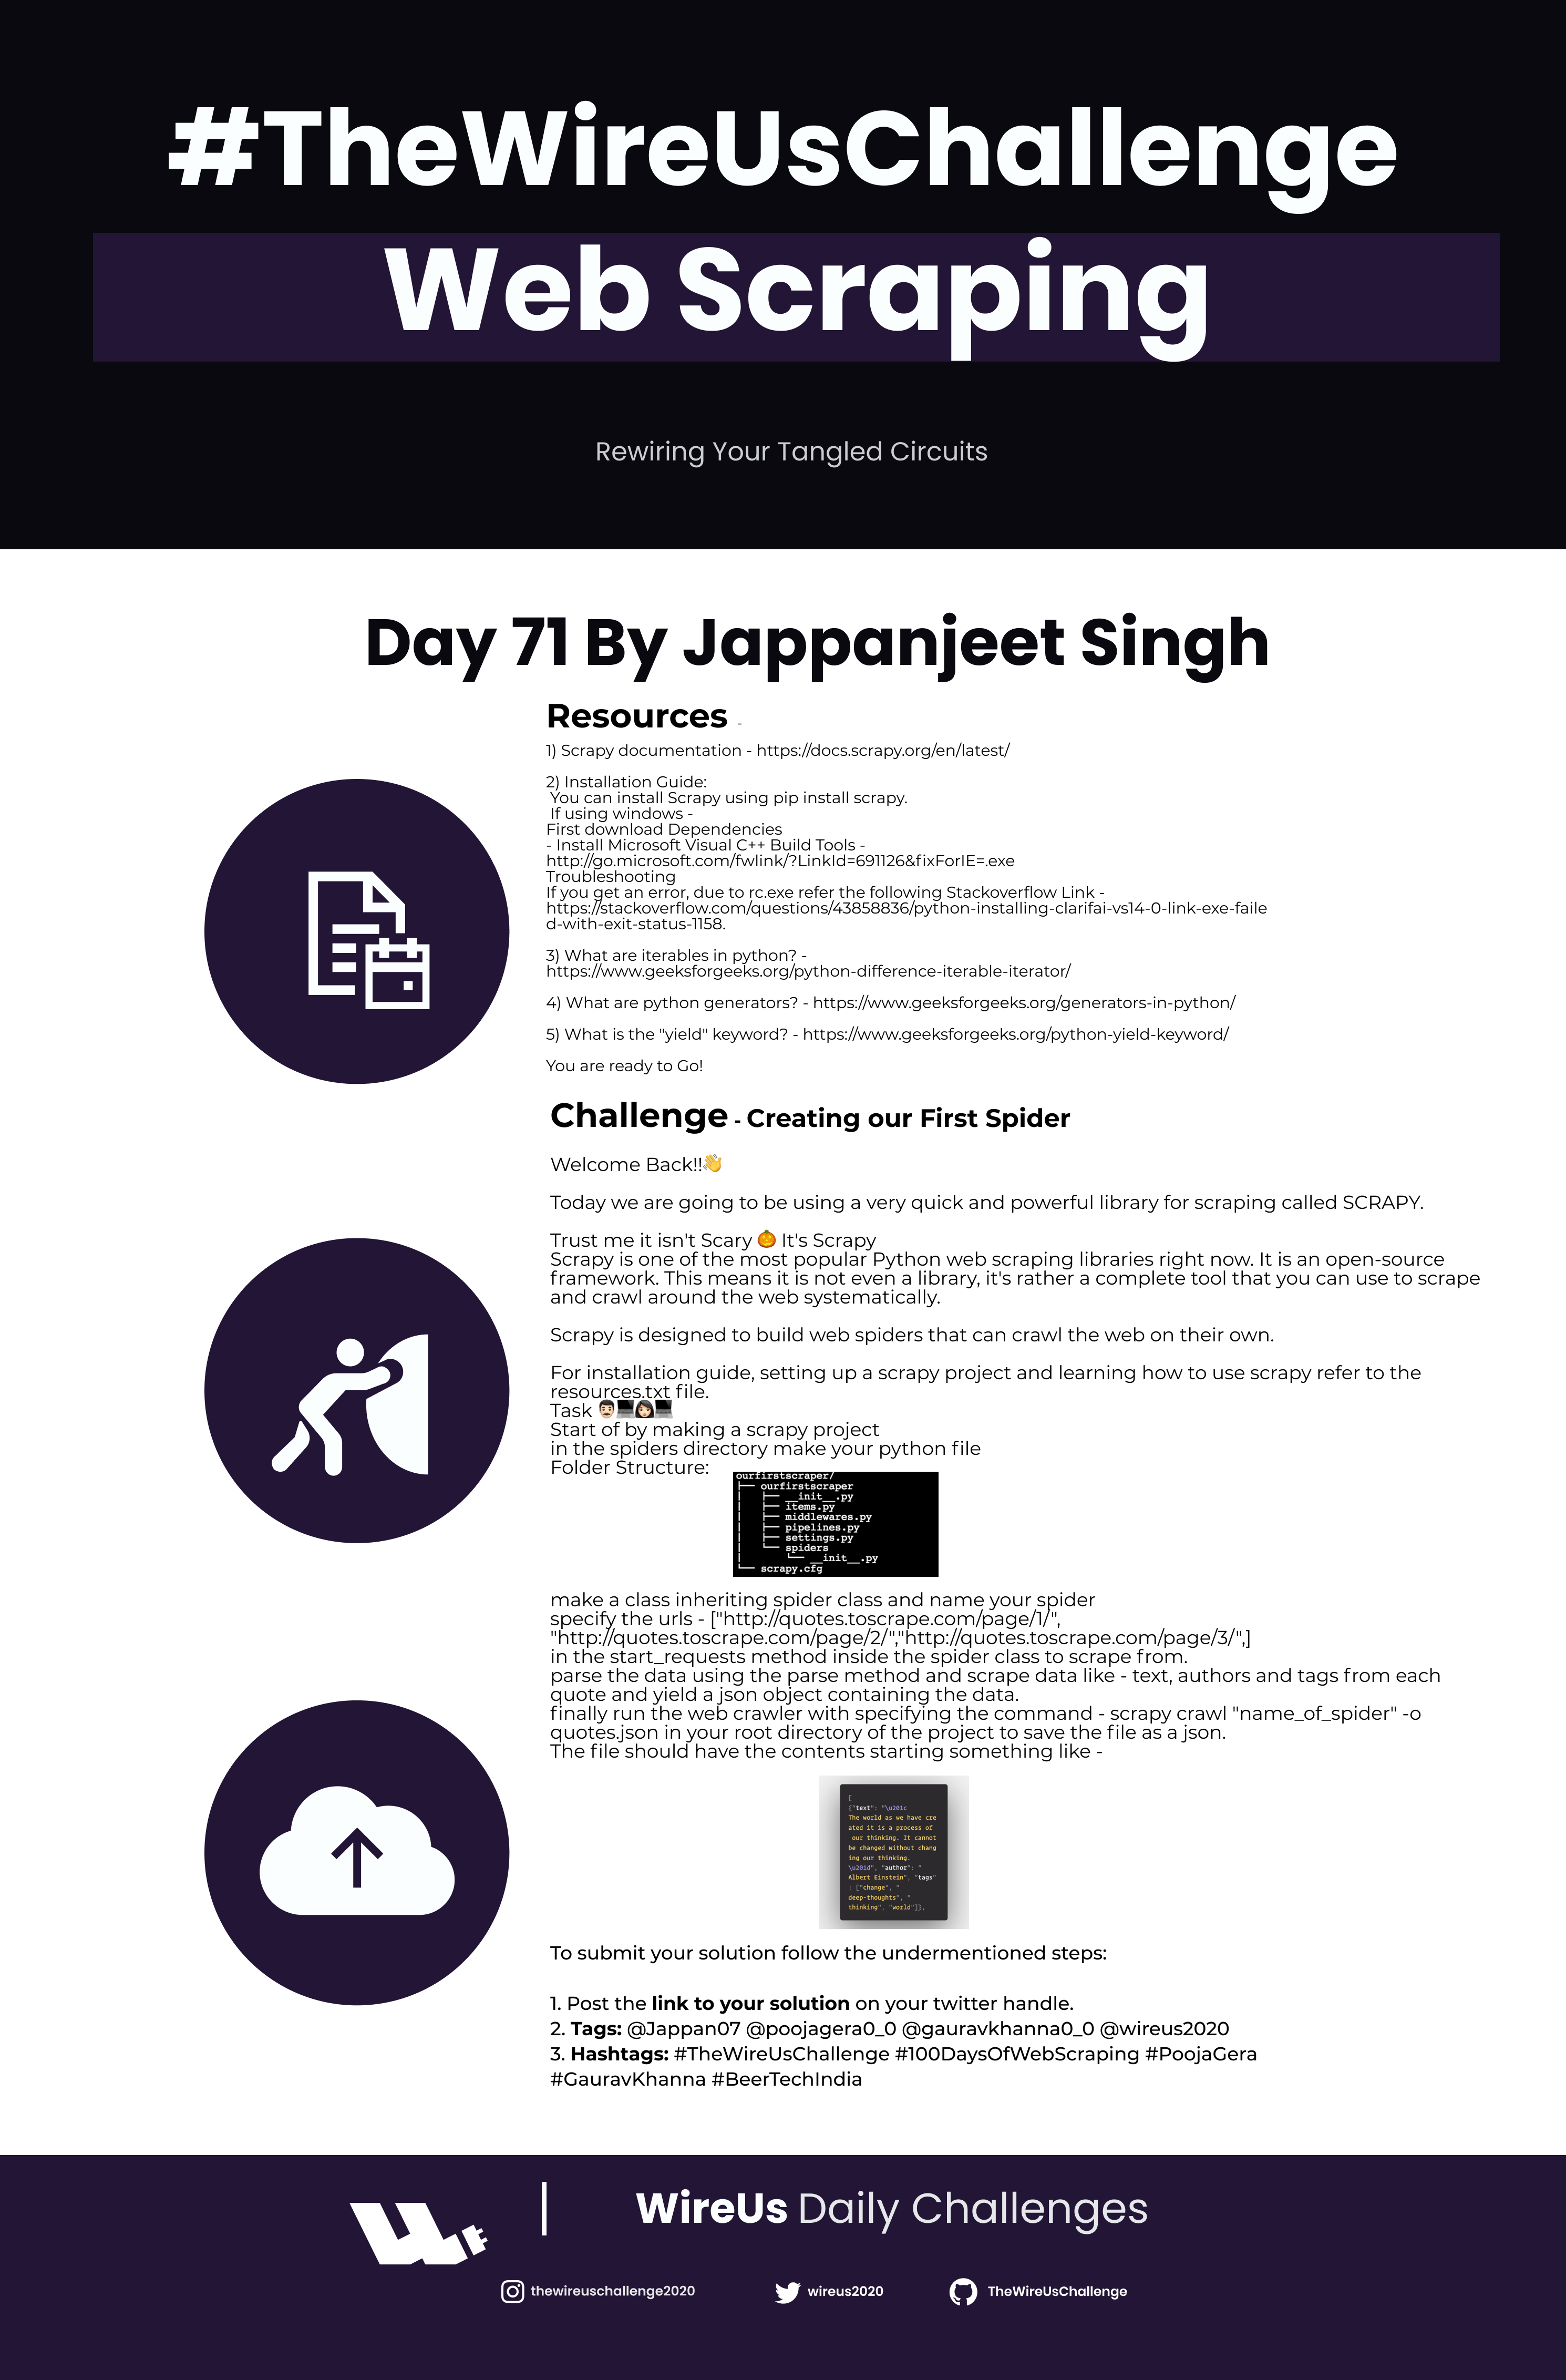 #TheWireUsChallenge
Web Scraping
Rewiring Your Tangled Circuits
Day 71 By Jappanjeet Singh
Resources -
1) Scrapy documentation - https://docs.scrapy.org/en/latest/
2) Installation Guide:
You can install Scrapy using pip install scrapy.
If using windows -
First download Dependencies
- Install Microsoft Visual C++ Build Tools -
http://go.microsoft.com/fwlink/?LinkId=691126&fixForIE=.exe
Troubleshooting
If you get an error, due to rc.exe refer the following Stackoverflow Link -
https://stackoverflow.com/questions/43858836/python-installing-clarifai-vs14-0-link-exe-faile
d-with-exit-status-1158.
3) What are iterables in python? -
https://www.geeksforgeeks.org/python-difference-iterable-iterator/
4) What are python generators? - https://www.geeksforgeeks.org/generators-in-python/
5) What is the "yield" keyword? - https://www.geeksforgeeks.org/python-yield-keyword/
You are ready to Go!
Challenge - Creating our First Spider
Welcome Back!!👋
Today we are going to be using a very quick and powerful library for scraping called SCRAPY.
Trust me it isn't Scary 🎃 It's Scrapy
Scrapy is one of the most popular Python web scraping libraries right now. It is an open-source
framework. This means it is not even a library, it's rather a complete tool that you can use to scrape
and crawl around the web systematically.
Scrapy is designed to build web spiders that can crawl the web on their own.
For installation guide, setting up a scrapy project and learning how to use scrapy refer to the
resources.txt file.
Task 👨🏻💻👩🏻💻
Start of by making a scrapy project
in the spiders directory make your python file
Folder Structure:
ourfirstscraper/
├── ourfirstscraper
|   ├── __init__.py
|   ├── items.py
|   ├── middlewares.py
|   ├── pipelines.py
|   ├── settings.py
|   └── spiders
|       └── __init__.py
└── scrapy.cfg
make a class inheriting spider class and name your spider
specify the urls - ["http://quotes.toscrape.com/page/1/",
"http://quotes.toscrape.com/page/2/","http://quotes.toscrape.com/page/3/",]
in the start_requests method inside the spider class to scrape from.
parse the data using the parse method and scrape data like - text, authors and tags from each
quote and yield a json object containing the data.
finally run the web crawler with specifying the command - scrapy crawl "name_of_spider" -o
quotes.json in your root directory of the project to save the file as a json.
The file should have the contents starting something like -
[
{"text": "\u201c
The world as we have cre
ated it is a process of
our thinking. It cannot
be changed without chang
ing our thinking.
\u201d", "author": "
Albert Einstein", "tags"
: ["change", "
deep-thoughts", "
thinking", "world"]},
To submit your solution follow the undermentioned steps:
1. Post the link to your solution on your twitter handle.
2. Tags: @Jappan07 @poojagera0_0 @gauravkhanna0_0 @wireus2020
3. Hashtags: #TheWireUsChallenge #100DaysOfWebScraping #PoojaGera
#GauravKhanna #BeerTechIndia
WireUs Daily Challenges
thewireuschallenge2020
wireus2020
TheWireUsChallenge